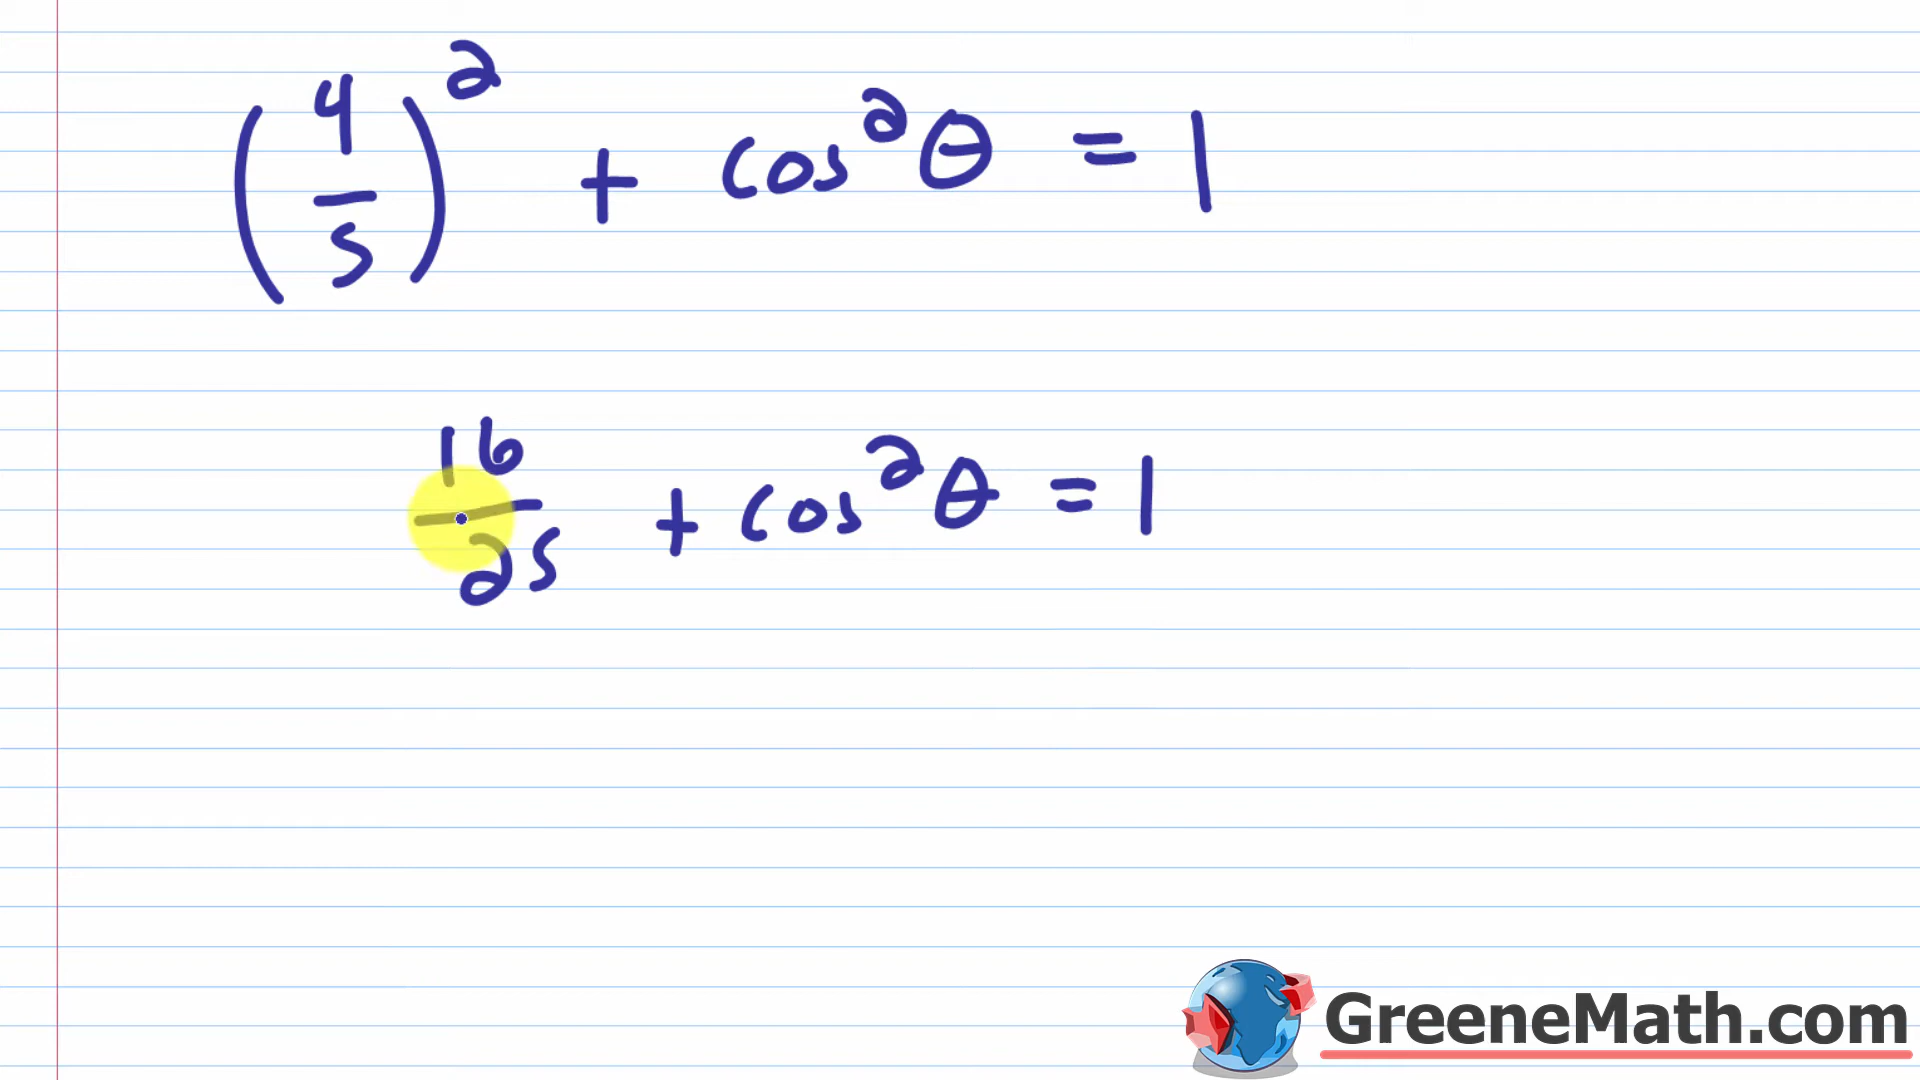 (4/5)² + cos²θ = 1
16/25 + cos²θ = 1
GreeneMath.com